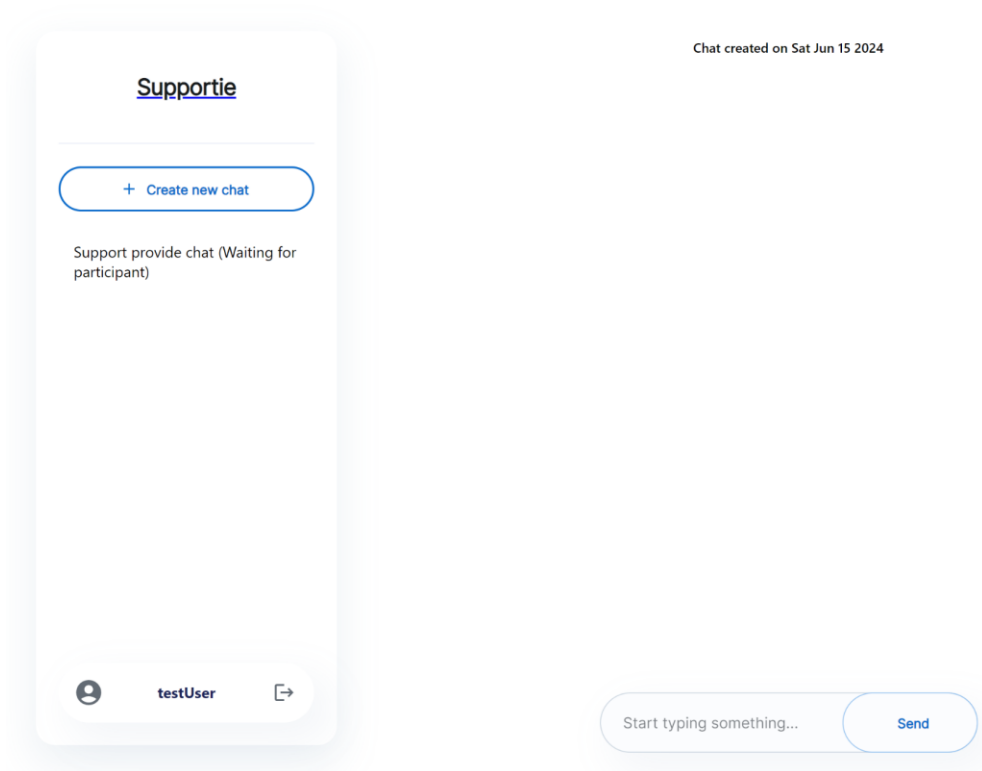 Supportie
+ Create new chat
Support provide chat (Waiting for
participant)
testUser
Chat created on Sat Jun 15 2024
Start typing something...
Send